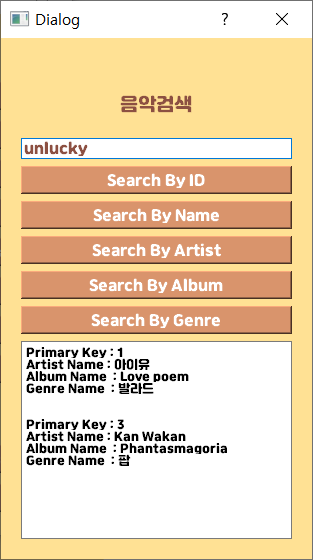 Dialog
?
음악검색
unlucky
Search By ID
Search By Name
Search By Artist
Search By Album
Search By Genre
Primary Key : 1
Artist Name : 아이유
Album Name  : Love poem
Genre Name  : 발라드
Primary Key : 3
Artist Name : Kan Wakan
Album Name  : Phantasmagoria
Genre Name  : 팝